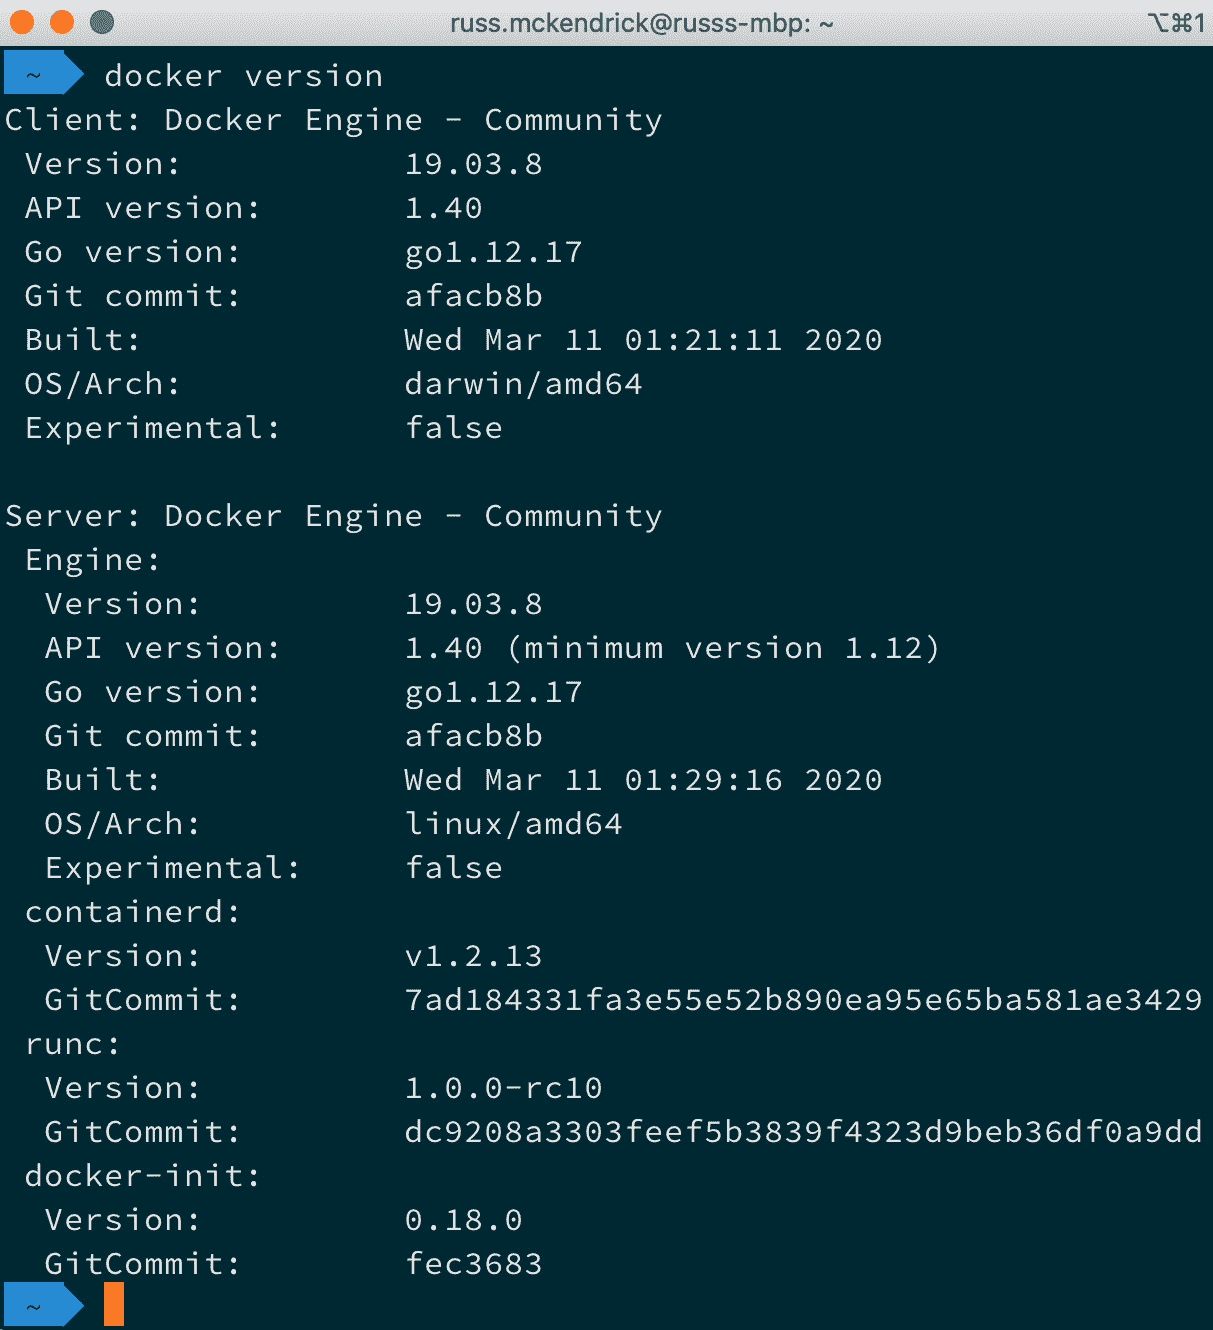 russ.mckendrick@russs-mbp: ~ ⌥⌘1
~ docker version
Client: Docker Engine - Community
 Version:           19.03.8
 API version:       1.40
 Go version:        go1.12.17
 Git commit:        afacb8b
 Built:             Wed Mar 11 01:21:11 2020
 OS/Arch:           darwin/amd64
 Experimental:      false

Server: Docker Engine - Community
 Engine:
  Version:          19.03.8
  API version:      1.40 (minimum version 1.12)
  Go version:       go1.12.17
  Git commit:       afacb8b
  Built:            Wed Mar 11 01:29:16 2020
  OS/Arch:          linux/amd64
  Experimental:     false
 containerd:
  Version:          v1.2.13
  GitCommit:        7ad184331fa3e55e52b890ea95e65ba581ae3429
 runc:
  Version:          1.0.0-rc10
  GitCommit:        dc9208a3303feef5b3839f4323d9beb36df0a9dd
 docker-init:
  Version:          0.18.0
  GitCommit:        fec3683
~